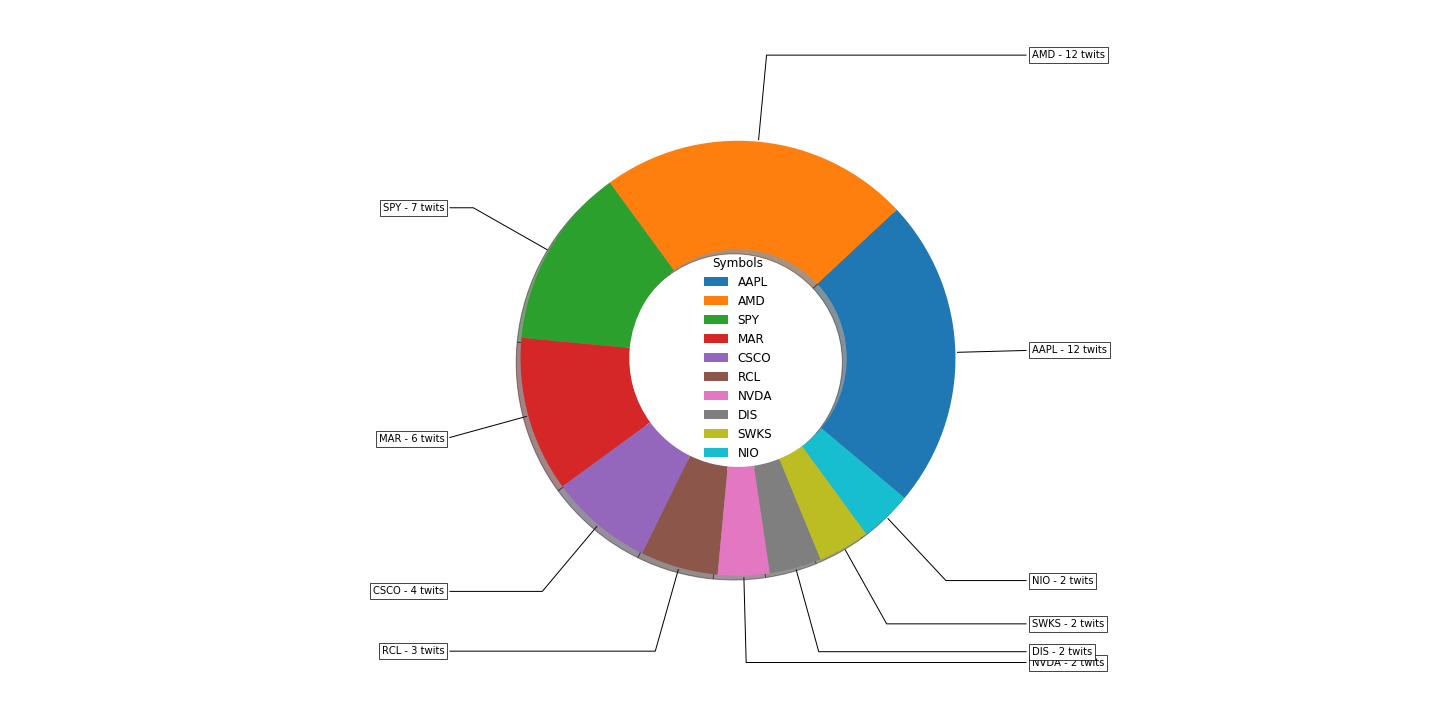 AMD - 12 twits
SPY - 7 twits
Symbols
AAPL
AMD
SPY
MAR
CSCO
RCL
NVDA
DIS
SWKS
NIO
AAPL - 12 twits
MAR - 6 twits
NIO - 2 twits
CSCO - 4 twits
SWKS - 2 twits
RCL - 3 twits
DIS - 2 twits
NVDA - 2 twits